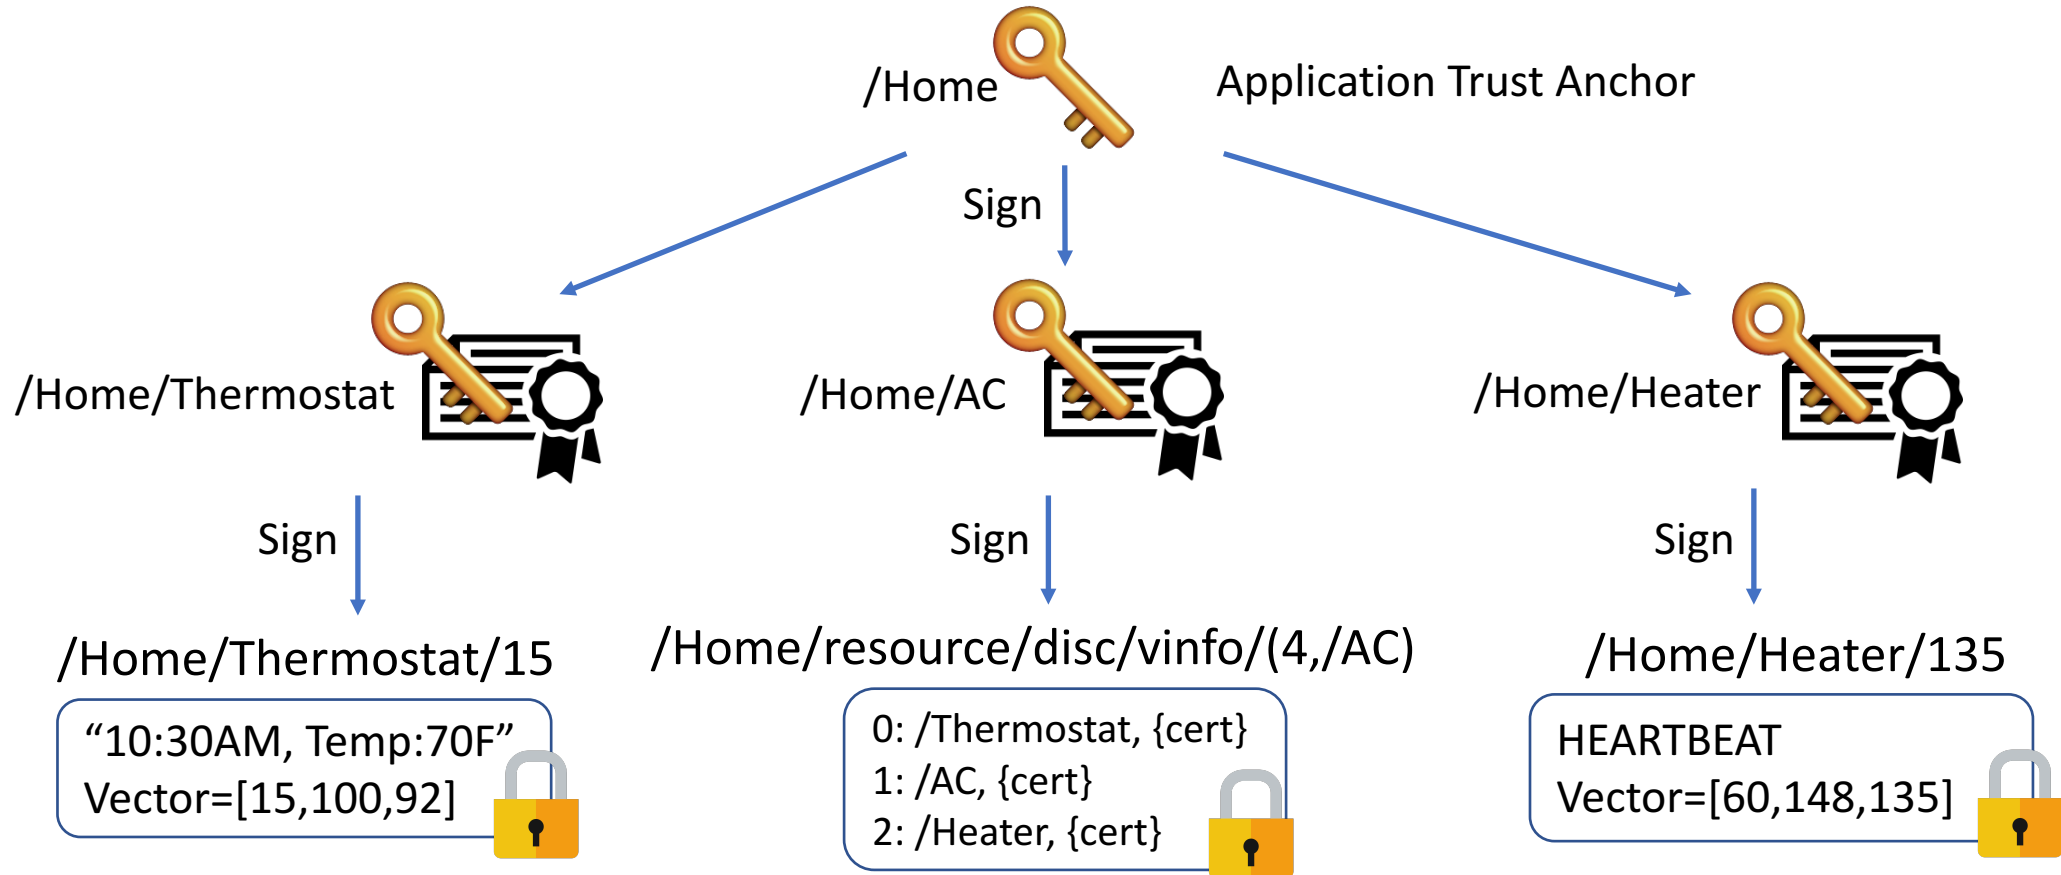 /Home
Application Trust Anchor
Sign
/Home/Thermostat
/Home/AC
/Home/Heater
Sign
Sign
Sign
/Home/Thermostat/15
/Home/resource/disc/vinfo/(4,/AC)
/Home/Heater/135
“10:30AM, Temp:70F”
Vector=[15,100,92]
0: /Thermostat, {cert}
1: /AC, {cert}
2: /Heater, {cert}
HEARTBEAT
Vector=[60,148,135]